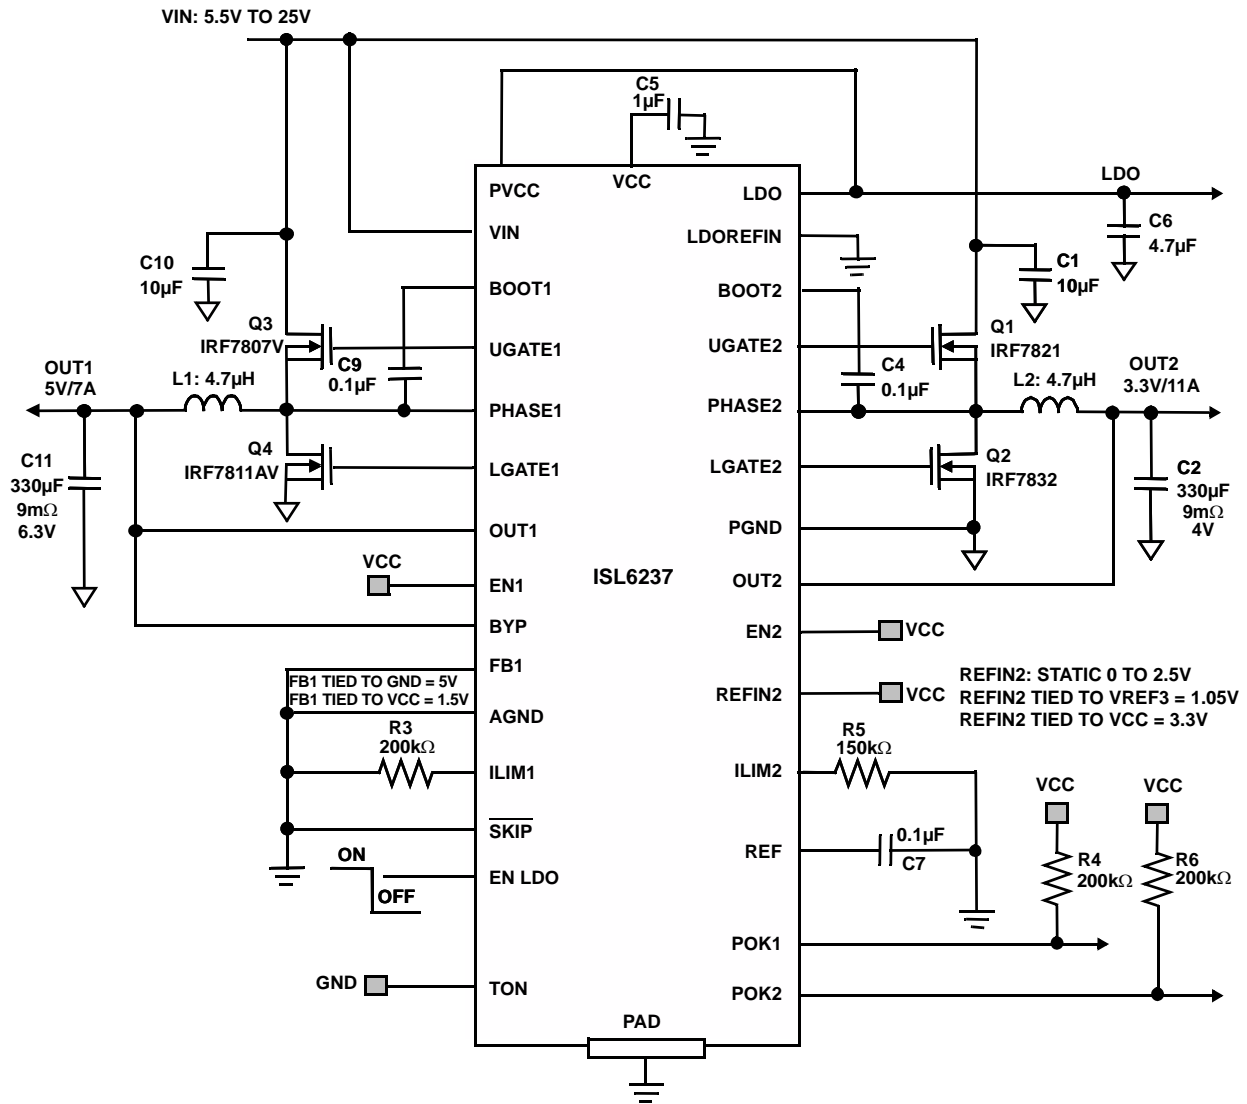 VIN: 5.5V TO 25V
C5
1µF
VCC
PVCC
VIN
BOOT1
UGATE1
PHASE1
LGATE1
OUT1
EN1
BYP
FB1
AGND
ILIM1
SKIP
EN LDO
TON
LDO
LDOREFIN
BOOT2
UGATE2
PHASE2
LGATE2
PGND
OUT2
EN2
REFIN2
ILIM2
REF
POK1
POK2
ISL6237
PAD
C10
10µF
Q3
IRF7807V
C9
0.1µF
OUT1
5V/7A
L1: 4.7µH
Q4
IRF7811AV
C11
330µF
9mΩ
6.3V
VCC
FB1 TIED TO GND = 5V
FB1 TIED TO VCC = 1.5V
R3
200kΩ
ON
OFF
GND
LDO
C6
4.7µF
C1
10µF
Q1
IRF7821
C4
0.1µF
OUT2
3.3V/11A
L2: 4.7µH
Q2
IRF7832
C2
330µF
9mΩ
4V
VCC
VCC
REFIN2: STATIC 0 TO 2.5V
REFIN2 TIED TO VREF3 = 1.05V
REFIN2 TIED TO VCC = 3.3V
R5
150kΩ
0.1µF
C7
VCC
VCC
R4
200kΩ
R6
200kΩ